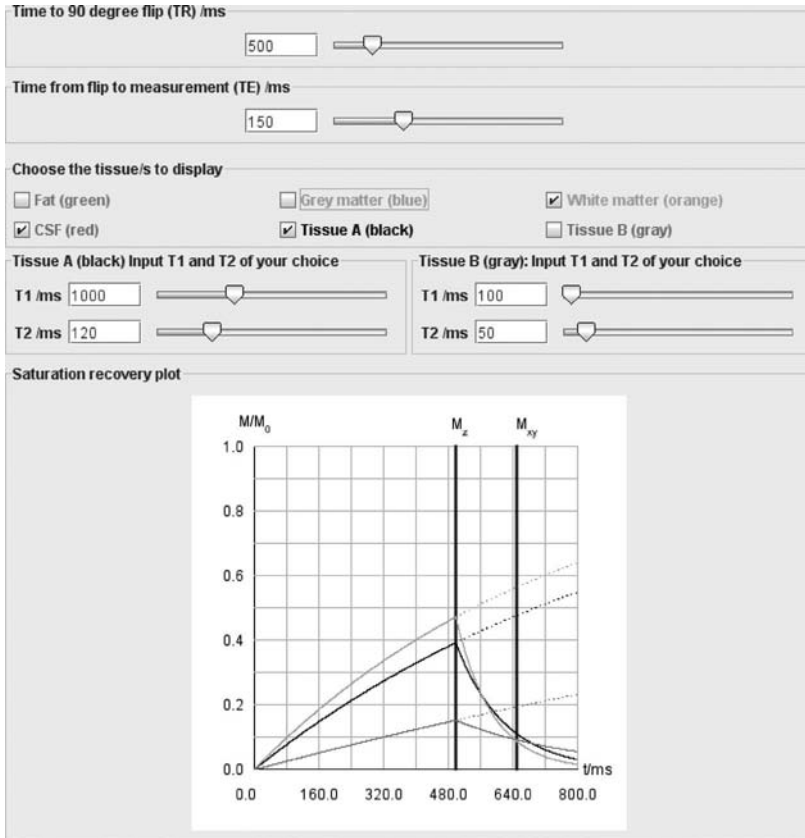 Time to 90 degree flip (TR) /ms
500
Time from flip to measurement (TE) /ms
150
Choose the tissue/s to display
Fat (green) Grey matter (blue) White matter (orange)
CSF (red) Tissue A (black) Tissue B (gray)
Tissue A (black) Input T1 and T2 of your choice Tissue B (gray): Input T1 and T2 of your choice
T1 /ms 1000 T1 /ms 100
T2 /ms 120 T2 /ms 50
Saturation recovery plot
M/M0 Mz Mxy
1.0
0.8
0.6
0.4
0.2
0.0 t/ms
0.0 160.0 320.0 480.0 640.0 800.0